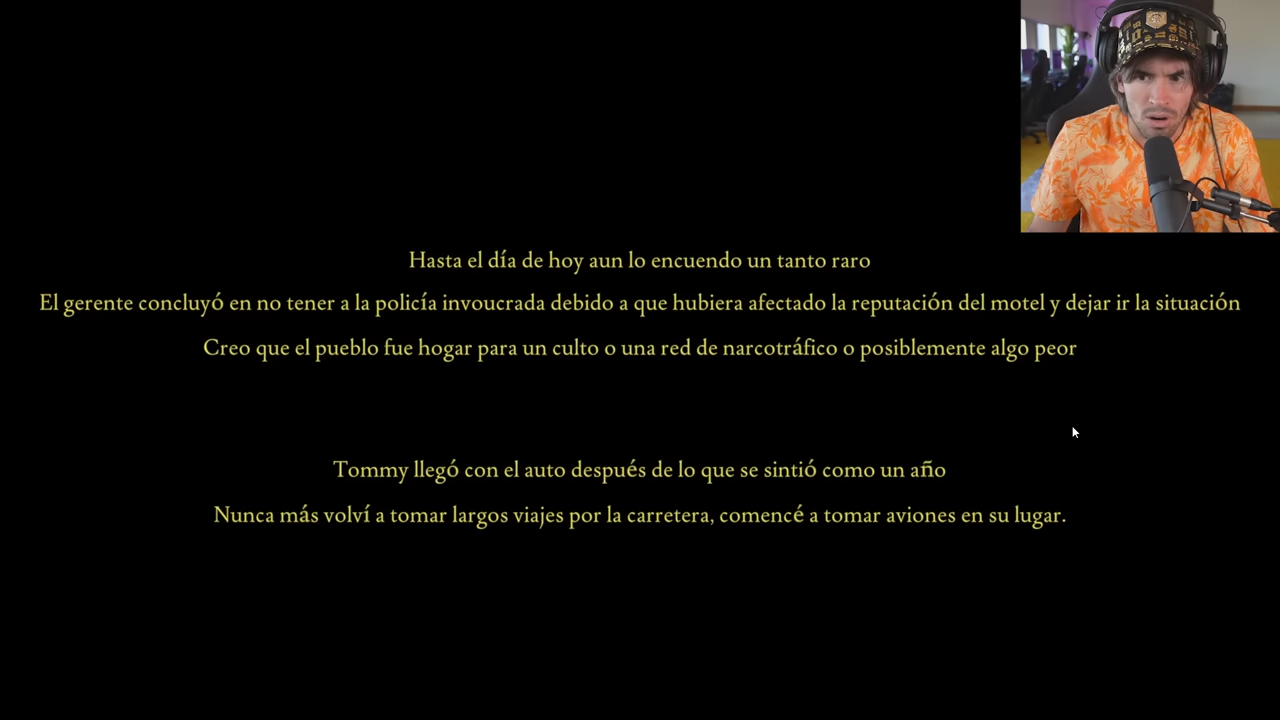 Hasta el día de hoy aun lo encuendo un tanto raro
El gerente concluyó en no tener a la policía invoucrada debido a que hubiera afectado la reputación del motel y dejar ir la situación
Creo que el pueblo fue hogar para un culto o una red de narcotráfico o posiblemente algo peor
Tommy llegó con el auto después de lo que se sintió como un año
Nunca más volví a tomar largos viajes por la carretera, comencé a tomar aviones en su lugar.